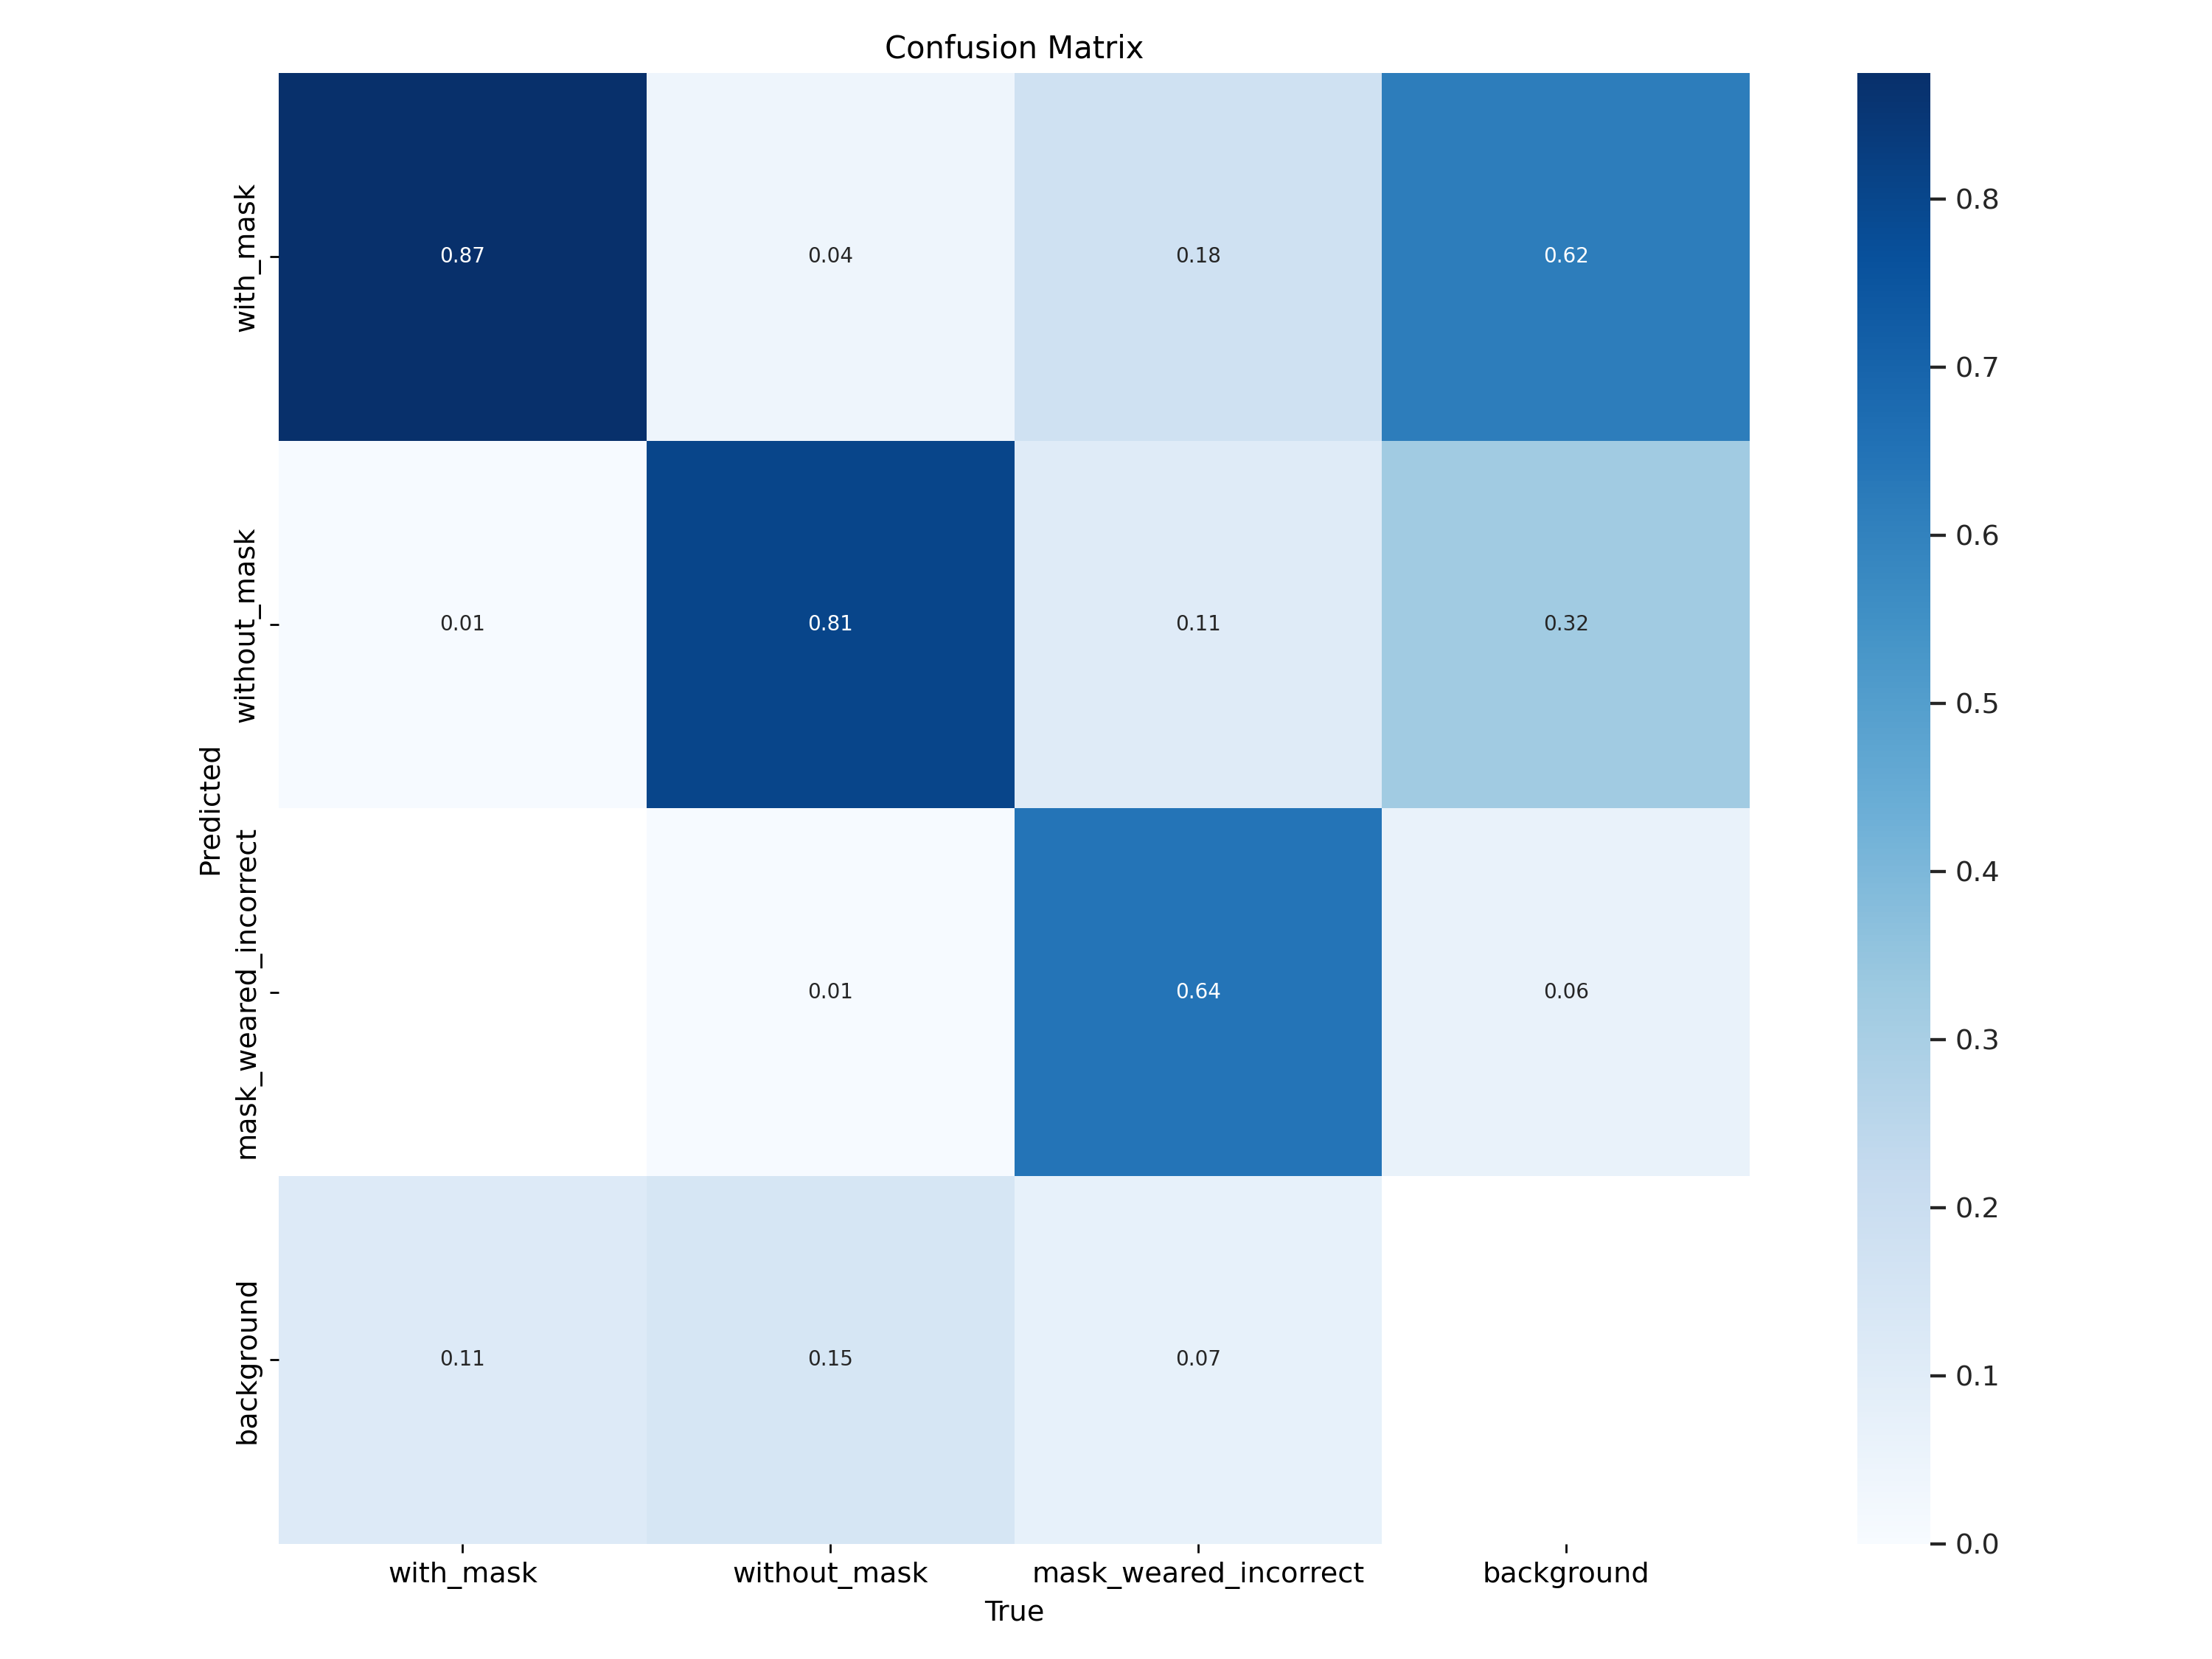 Confusion Matrix
with_mask
0.87
0.04
0.18
0.62
without_mask
0.01
0.81
0.11
0.32
mask_weared_incorrect
0.01
0.64
0.06
background
0.11
0.15
0.07
Predicted
with_mask
without_mask
mask_weared_incorrect
background
True
0.8
0.7
0.6
0.5
0.4
0.3
0.2
0.1
0.0